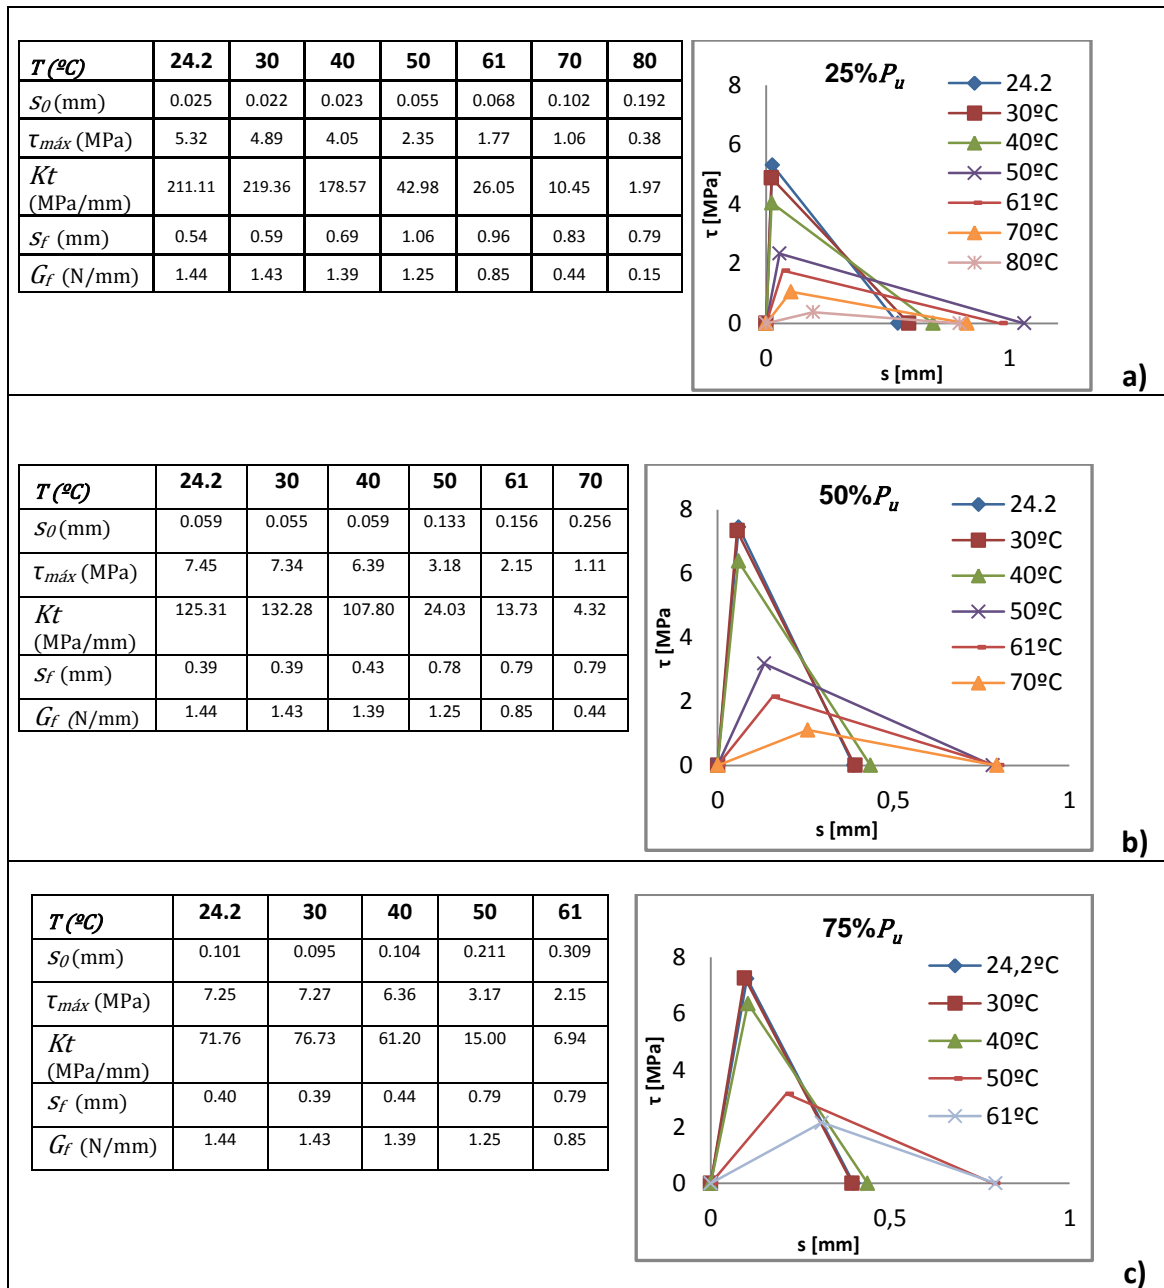 T (ºC) 24.2 30 40 50 61 70 80
s0 (mm) 0.025 0.022 0.023 0.055 0.068 0.102 0.192
τmáx (MPa) 5.32 4.89 4.05 2.35 1.77 1.06 0.38
Kt
(MPa/mm) 211.11 219.36 178.57 42.98 26.05 10.45 1.97
sf (mm) 0.54 0.59 0.69 1.06 0.96 0.83 0.79
Gf (N/mm) 1.44 1.43 1.39 1.25 0.85 0.44 0.15
25%Pu
8
6
4
2
0
τ [MPa]
0 1
s [mm]
24.2
30ºC
40ºC
50ºC
61ºC
70ºC
80ºC
a)
T (ºC) 24.2 30 40 50 61 70
s0 (mm) 0.059 0.055 0.059 0.133 0.156 0.256
τmáx (MPa) 7.45 7.34 6.39 3.18 2.15 1.11
Kt
(MPa/mm) 125.31 132.28 107.80 24.03 13.73 4.32
sf (mm) 0.39 0.39 0.43 0.78 0.79 0.79
Gf (N/mm) 1.44 1.43 1.39 1.25 0.85 0.44
50%Pu
8
6
4
2
0
τ [MPa
0 0,5 1
s [mm]
24.2
30ºC
40ºC
50ºC
61ºC
70ºC
b)
T (ºC) 24.2 30 40 50 61
s0 (mm) 0.101 0.095 0.104 0.211 0.309
τmáx (MPa) 7.25 7.27 6.36 3.17 2.15
Kt
(MPa/mm) 71.76 76.73 61.20 15.00 6.94
sf (mm) 0.40 0.39 0.44 0.79 0.79
Gf (N/mm) 1.44 1.43 1.39 1.25 0.85
75%Pu
8
6
4
2
0
τ [MPa]
0 0,5 1
s [mm]
24,2ºC
30ºC
40ºC
50ºC
61ºC
c)